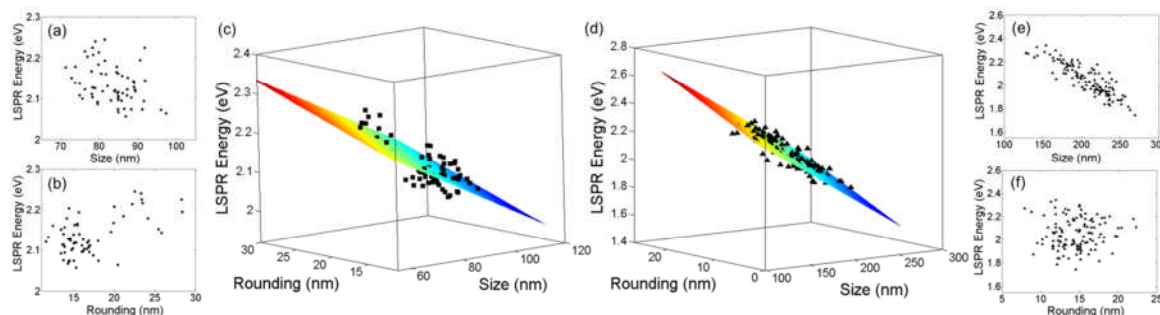 (a)
LSPR Energy (eV)
2.3
2.2
2.1
2
70 80 90 100
Size (nm)
(b)
LSPR Energy (eV)
2.3
2.2
2.1
2
15 20 25 30
Rounding (nm)
(c)
LSPR Energy (eV)
2.4
2.3
2.2
2.1
2
30
25
20
15
Rounding (nm)
60
80
100
120
Size (nm)
(d)
LSPR Energy (eV)
2.8
2.6
2.4
2.2
2
1.8
1.6
1.4
20
10
0
Rounding (nm)
100
150
200
250
300
Size (nm)
(e)
LSPR Energy (eV)
2.6
2.4
2.2
2
1.8
1.6
100 150 200 250 300
Size (nm)
(f)
LSPR Energy (eV)
2.6
2.4
2.2
2
1.8
1.6
5 10 15 20 25
Rounding (nm)